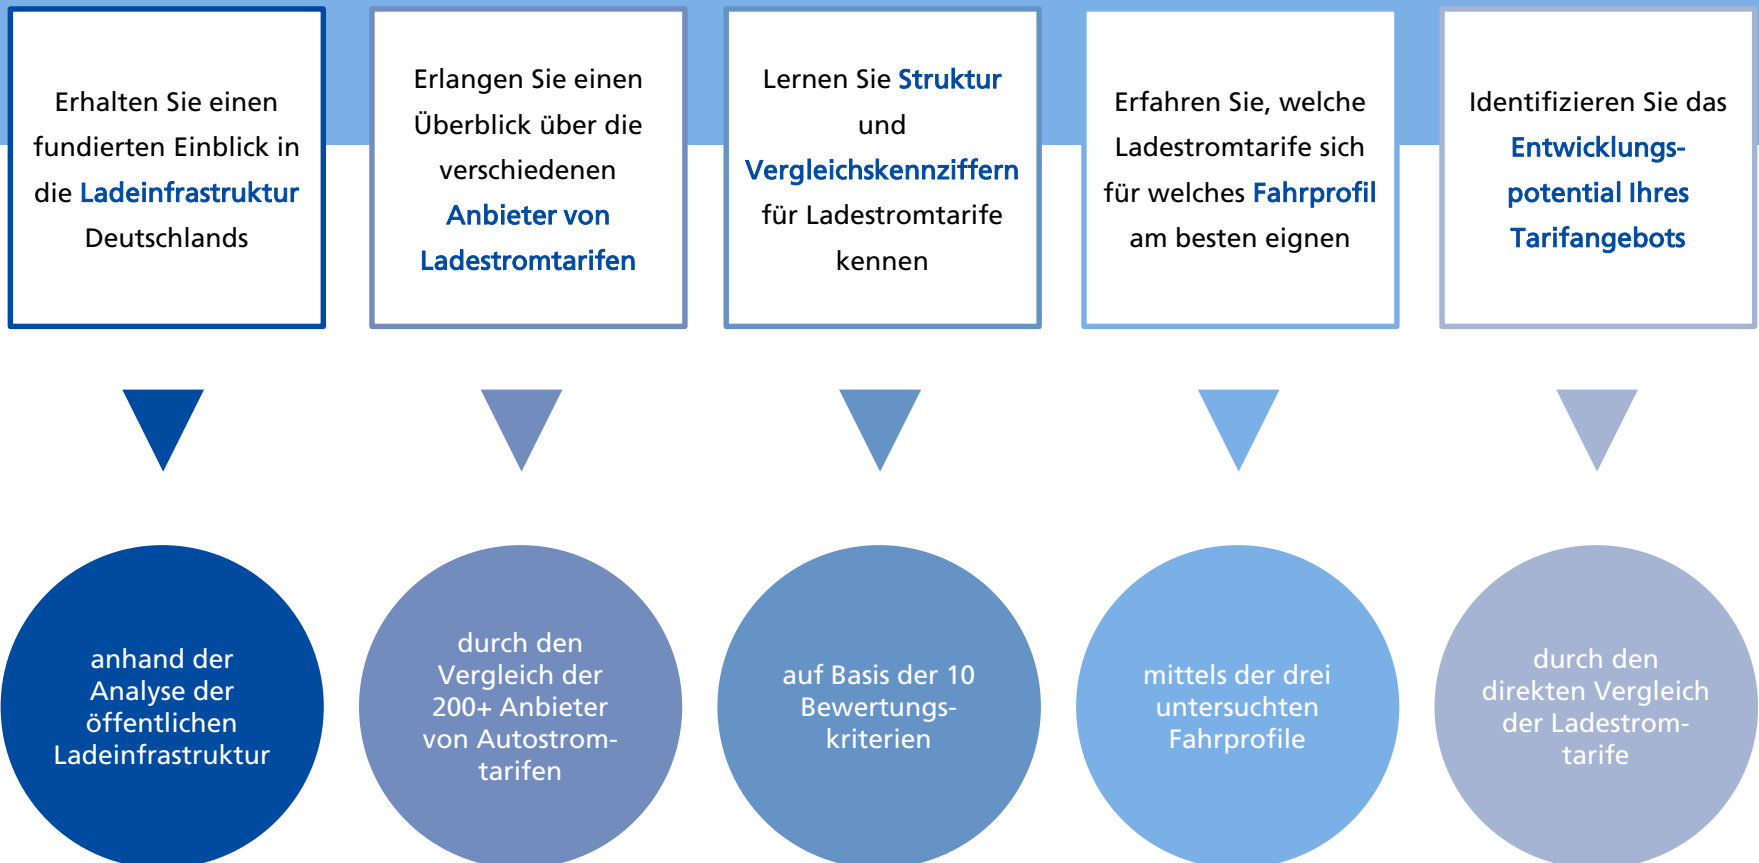 Erhalten Sie einen
fundierten Einblick in
die Ladeinfrastruktur
Deutschlands
Erlangen Sie einen
Überblick über die
verschiedenen
Anbieter von
Ladestromtarifen
Lernen Sie Struktur
und
Vergleichskennziffern
für Ladestromtarife
kennen
Erfahren Sie, welche
Ladestromtarife sich
für welches Fahrprofil
am besten eignen
Identifizieren Sie das
Entwicklungs-
potential Ihres
Tarifangebots
anhand der
Analyse der
öffentlichen
Ladeinfrastruktur
durch den
Vergleich der
200+ Anbieter
von Autostrom-
tarifen
auf Basis der 10
Bewertungs-
kriterien
mittels der drei
untersuchten
Fahrprofile
durch den
direkten Vergleich
der Ladestrom-
tarife